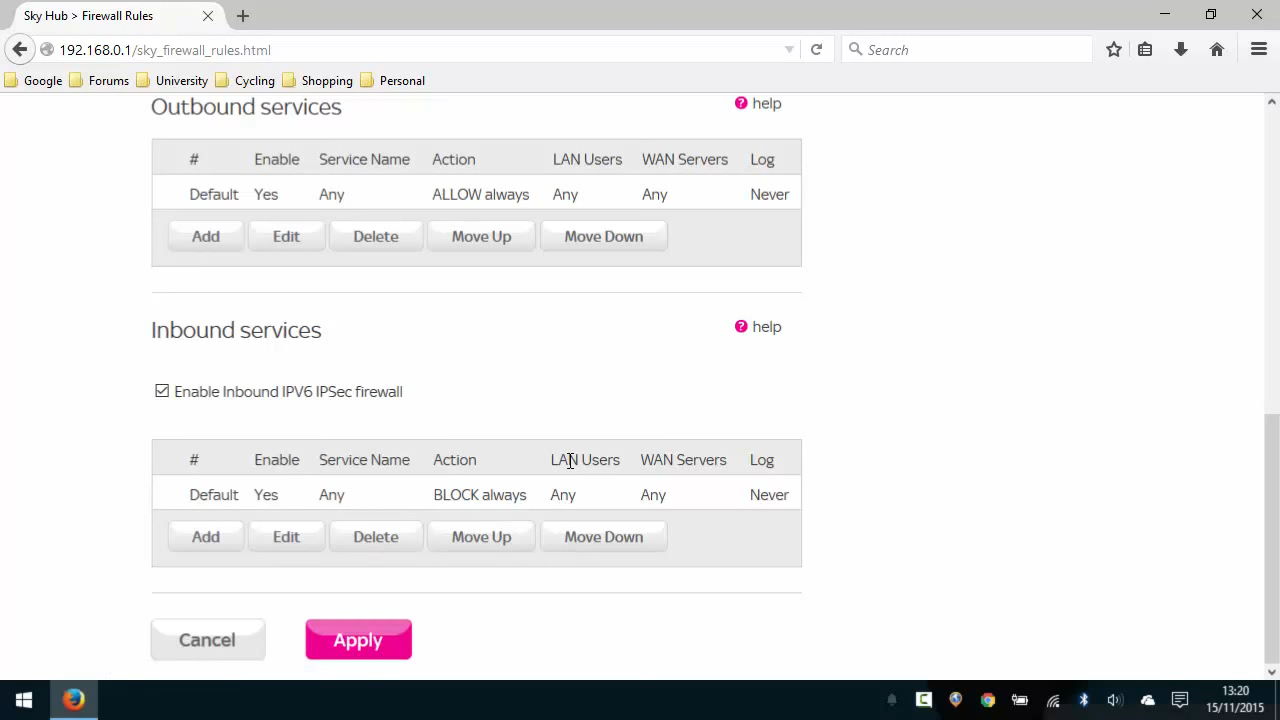 Sky Hub > Firewall Rules
192.168.0.1/sky_firewall_rules.html
Search
Google Forums University Cycling Shopping Personal
Outbound services
? help
# Enable Service Name Action LAN Users WAN Servers Log
Default Yes Any ALLOW always Any Any Never
Add Edit Delete Move Up Move Down
Inbound services
? help
Enable Inbound IPV6 IPSec firewall
# Enable Service Name Action LAN Users WAN Servers Log
Default Yes Any BLOCK always Any Any Never
Add Edit Delete Move Up Move Down
Cancel Apply
13:20
15/11/2015